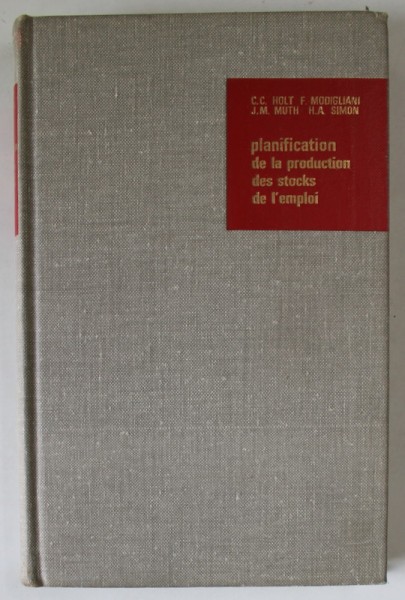 C.C. HOLT F. MODIGLIANI
J.M. MUTH H.A. SIMON
planification
de la production
des stocks
de l'emploi